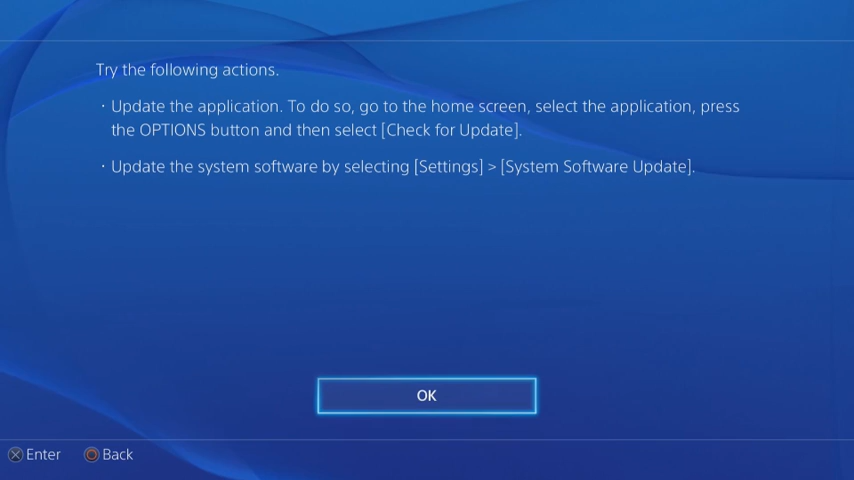 Try the following actions.
· Update the application. To do so, go to the home screen, select the application, press
the OPTIONS button and then select [Check for Update].
· Update the system software by selecting [Settings] > [System Software Update].
OK
Enter Back